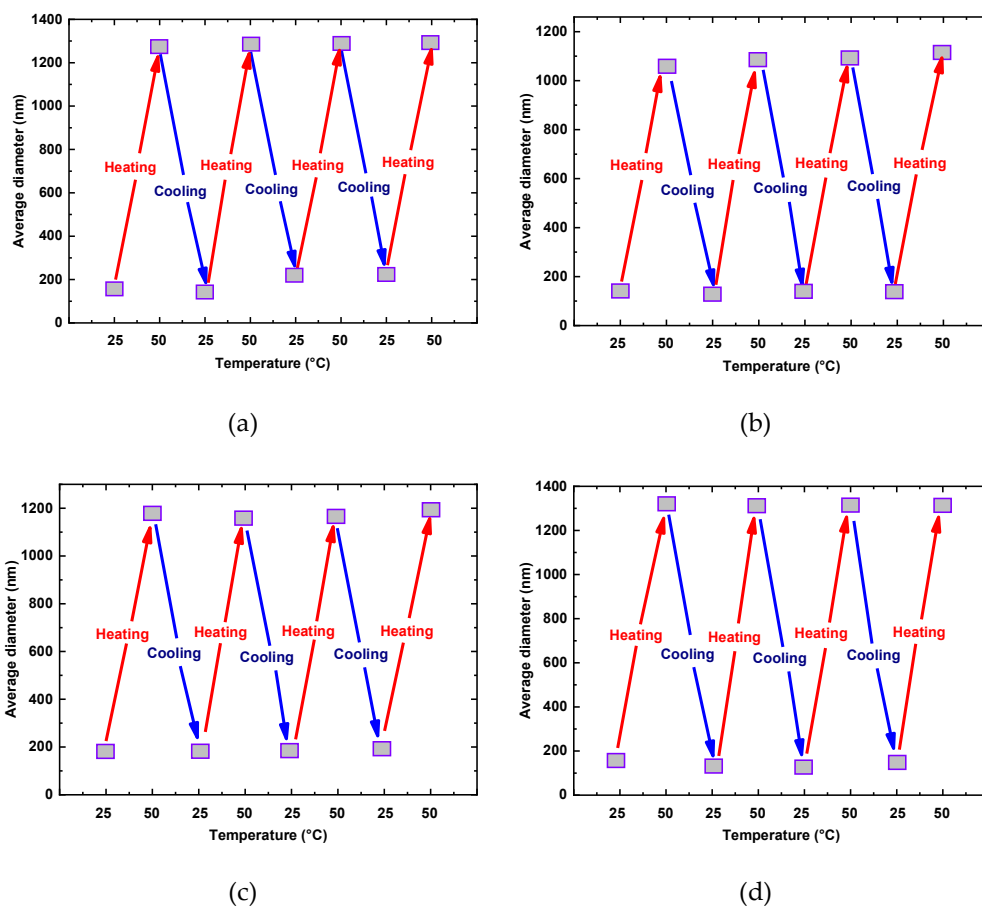 1400
1200
1000
800
600
400
200
0
Average diameter (nm)
Heating Cooling Heating Cooling Heating Cooling Heating
25 50 25 50 25 50 25 50
Temperature (°C)
(a)
1200
1000
800
600
400
200
0
Average diameter (nm)
Heating Cooling Heating Cooling Heating Cooling Heating
25 50 25 50 25 50 25 50
Temperature (°C)
(b)
1200
1000
800
600
400
200
0
Average diameter (nm)
Heating Cooling Heating Cooling Heating Cooling Heating
25 50 25 50 25 50 25 50
Temperature (°C)
(c)
1400
1200
1000
800
600
400
200
0
Average diameter (nm)
Heating Cooling Heating Cooling Heating Cooling Heating
25 50 25 50 25 50 25 50
Temperature (°C)
(d)